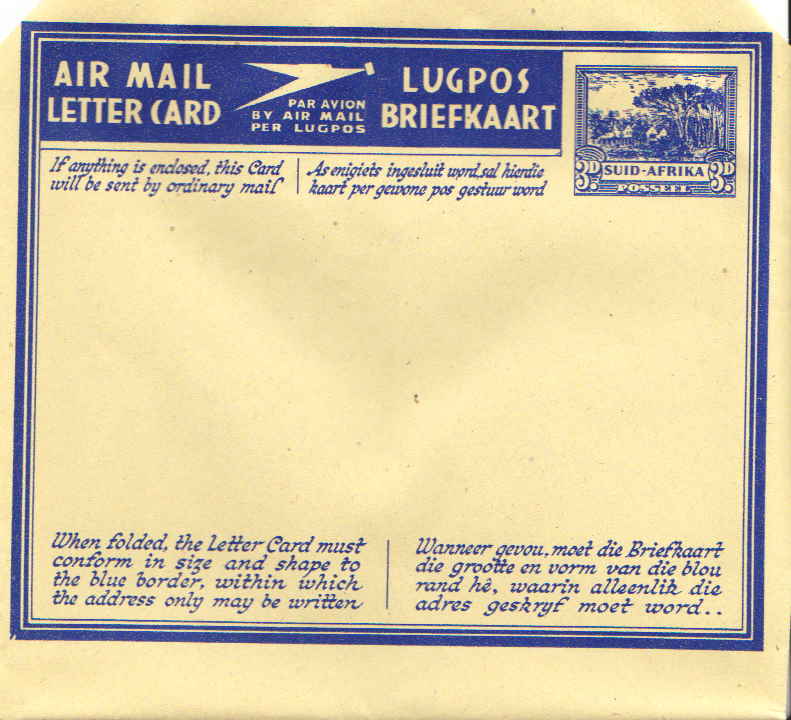 AIR MAIL
LETTER CARD
PAR AVION
BY AIR MAIL
PER LUGPOS
LUGPOS
BRIEFKAART
3D SUID-AFRIKA 3D
POSSEEL
If anything is enclosed, this Card
will be sent by ordinary mail
As enigiets ingesluit word, sal hierdie
kaart per gewone pos gestuur word
When folded, the Letter Card must
conform in size and shape to
the blue border, within which
the address only may be written
Wanneer gevou, moet die Briefkaart
die grootte en vorm van die blou
rand hê, waarin alleenlik die
adres geskryf moet word..